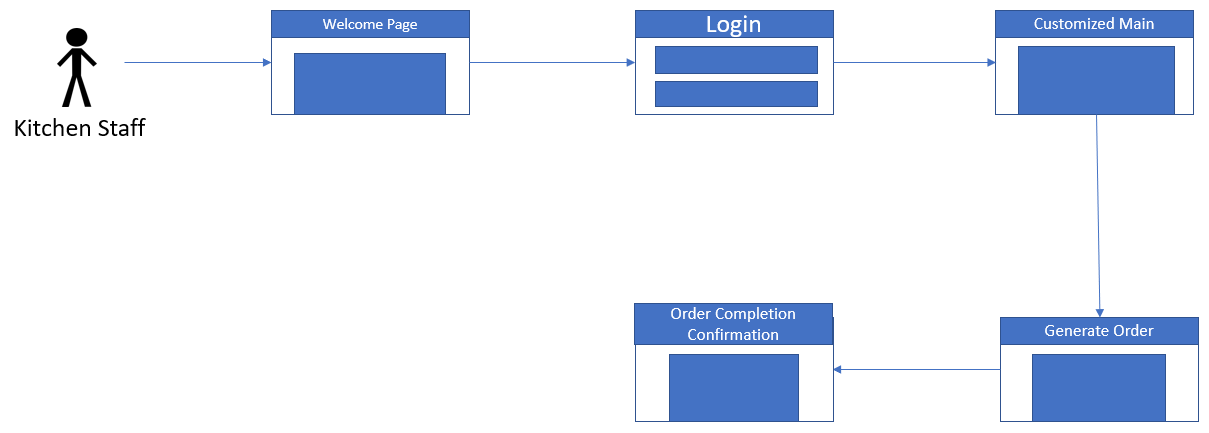 Welcome Page
Login
Customized Main
Kitchen Staff
Order Completion
Confirmation
Generate Order